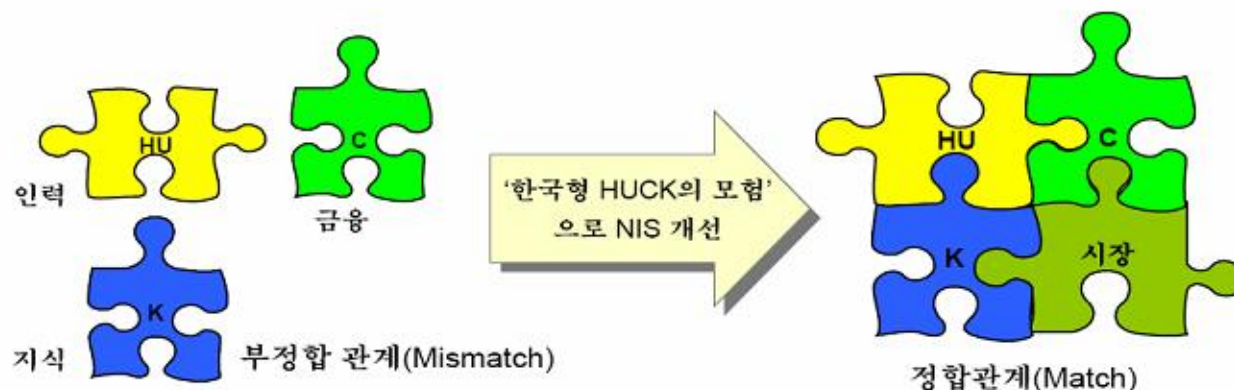 HU
C
인력
금융
K
지식
부정합 관계(Mismatch)
‘한국형 HUCK의 모험’
으로 NIS 개선
HU
C
K
시장
정합관계(Match)